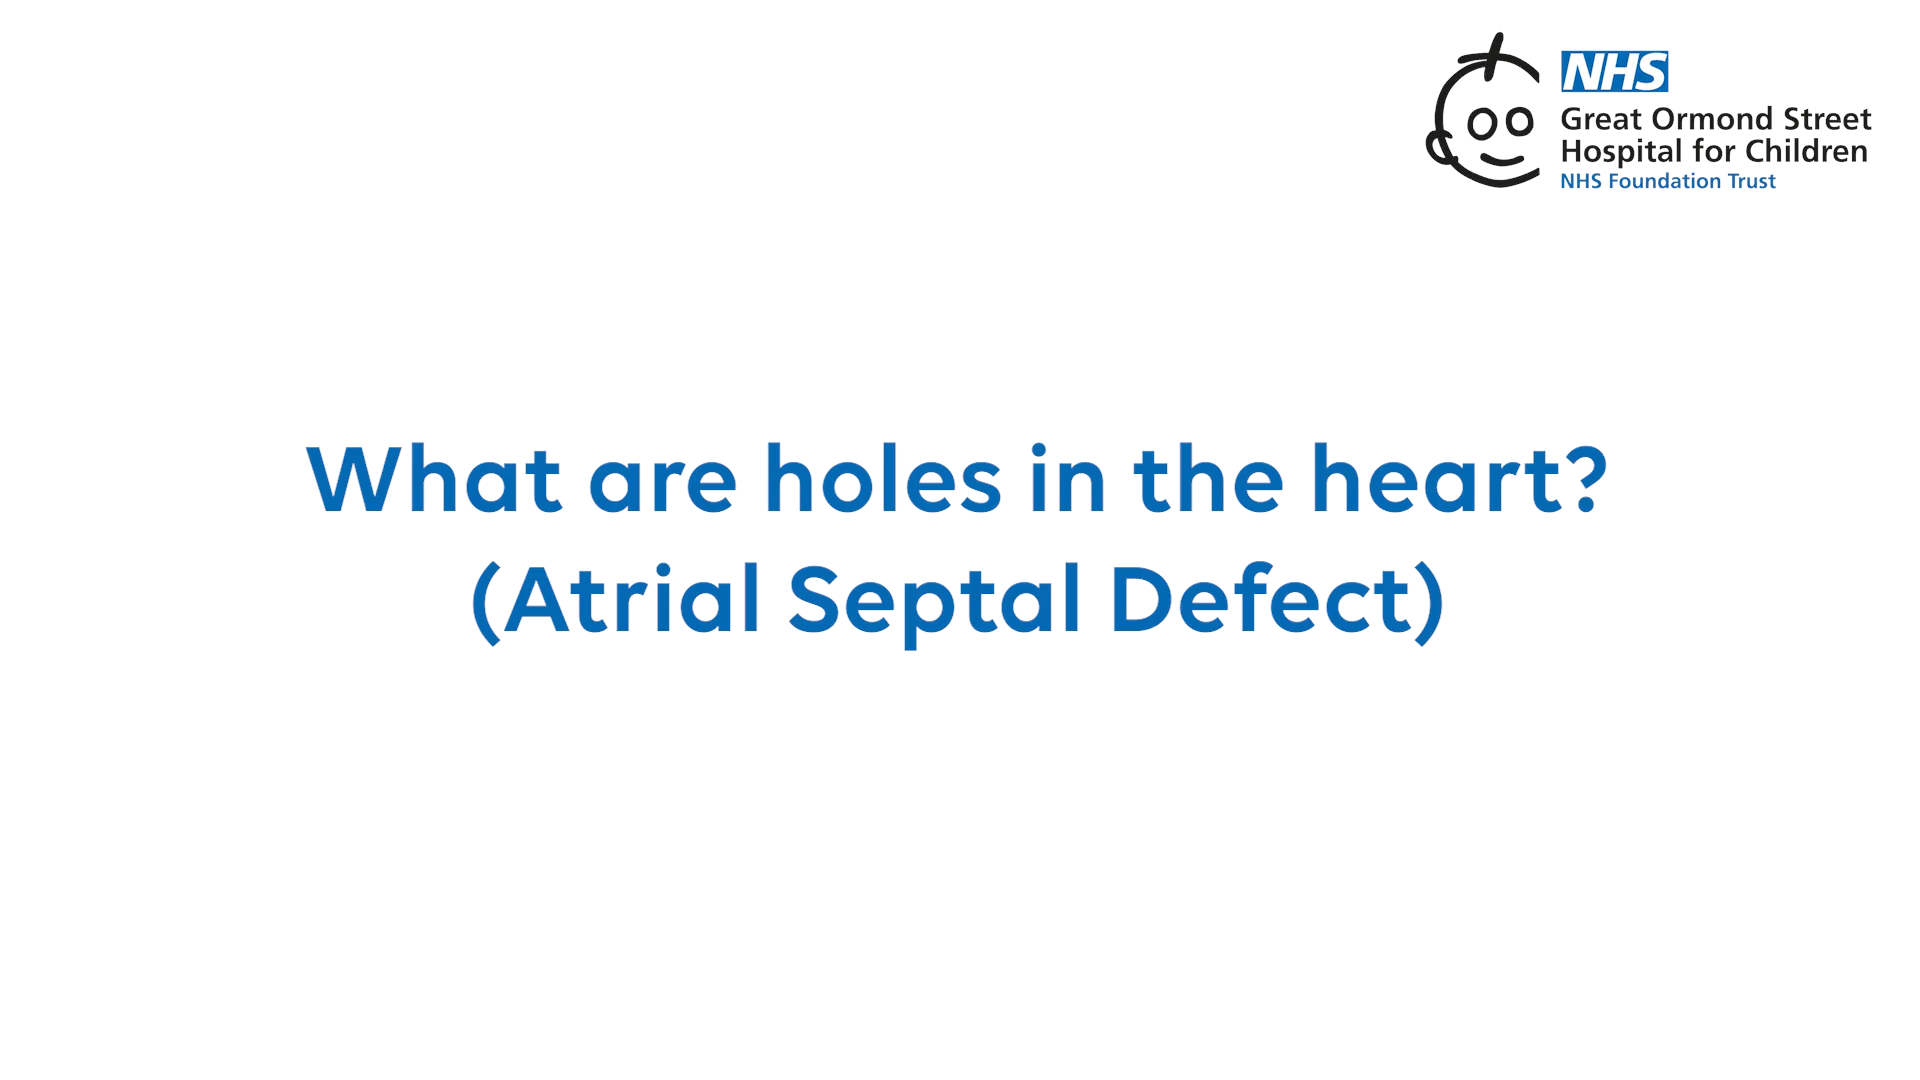 NHS
Great Ormond Street
Hospital for Children
NHS Foundation Trust
What are holes in the heart?
(Atrial Septal Defect)